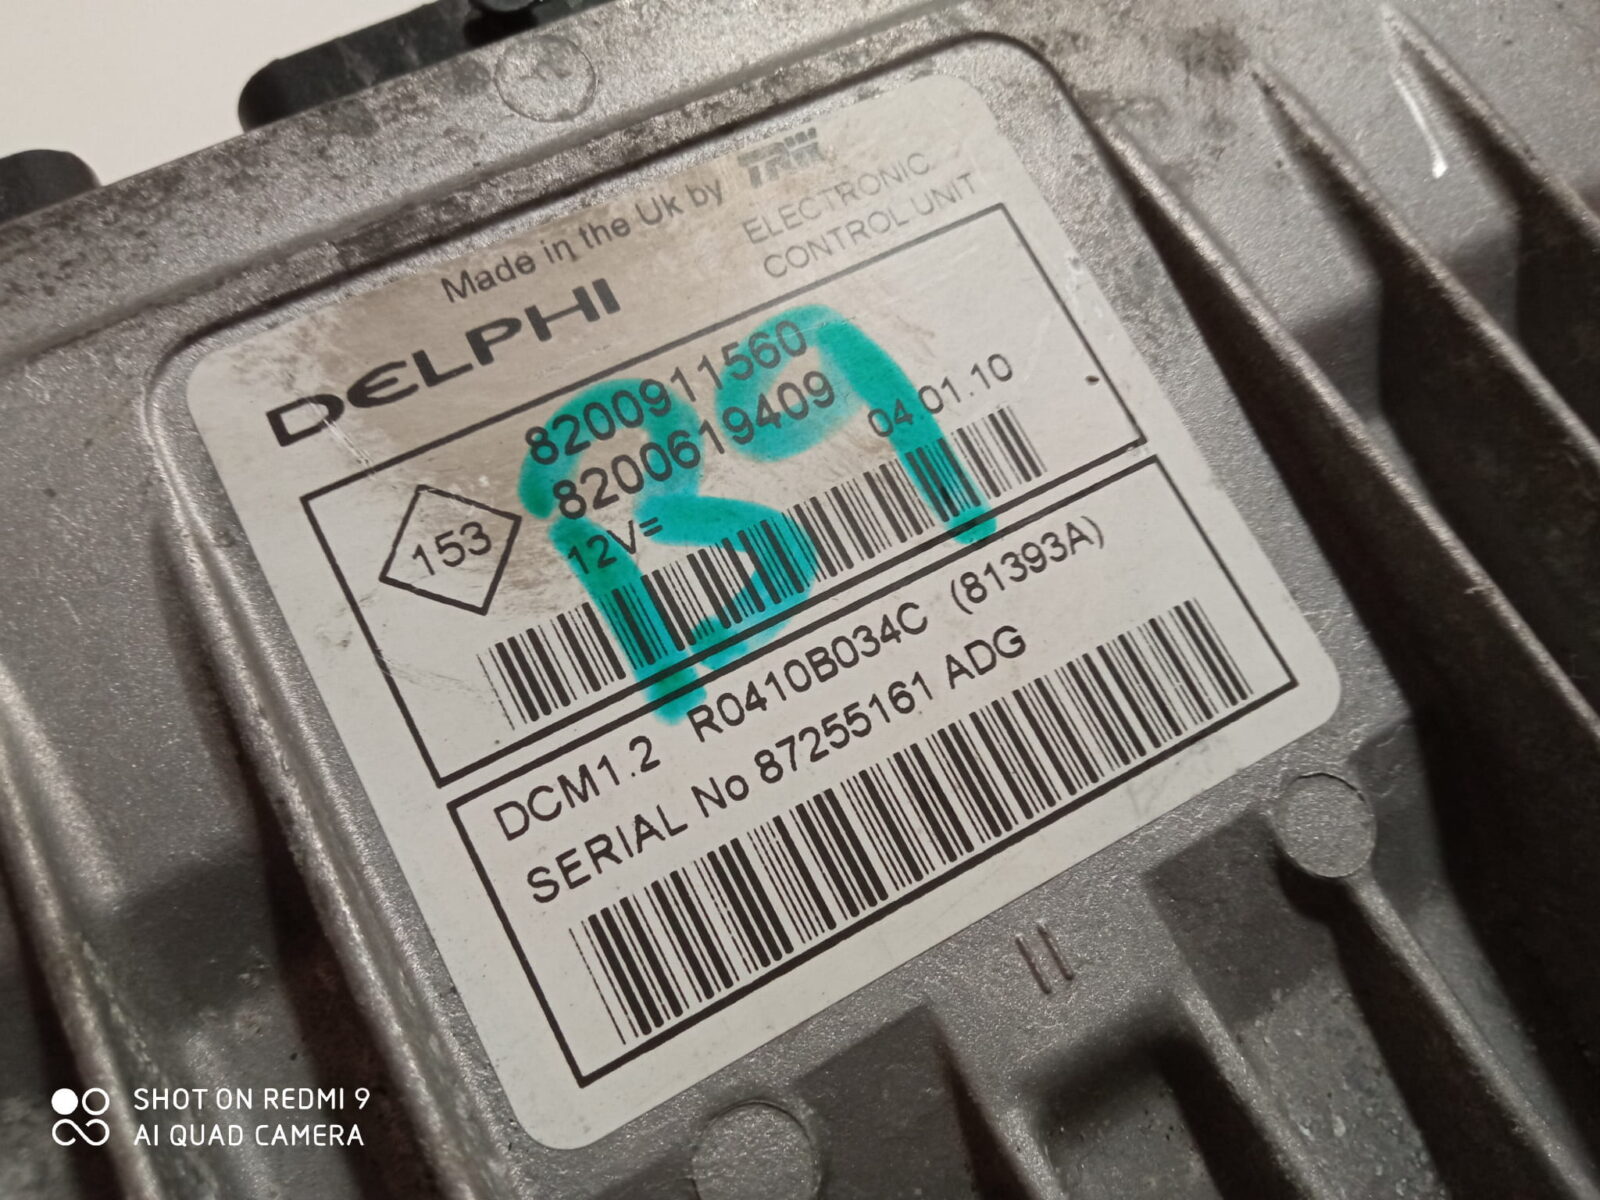 Made in the Uk by TRW
DELPHI
ELECTRONIC
CONTROL UNIT
8200911560
8200619409
153
12V=
04.01.10
DCM1.2 R0410B034C (81393A)
SERIAL No 87255161 ADG
SHOT ON REDMI 9
AI QUAD CAMERA